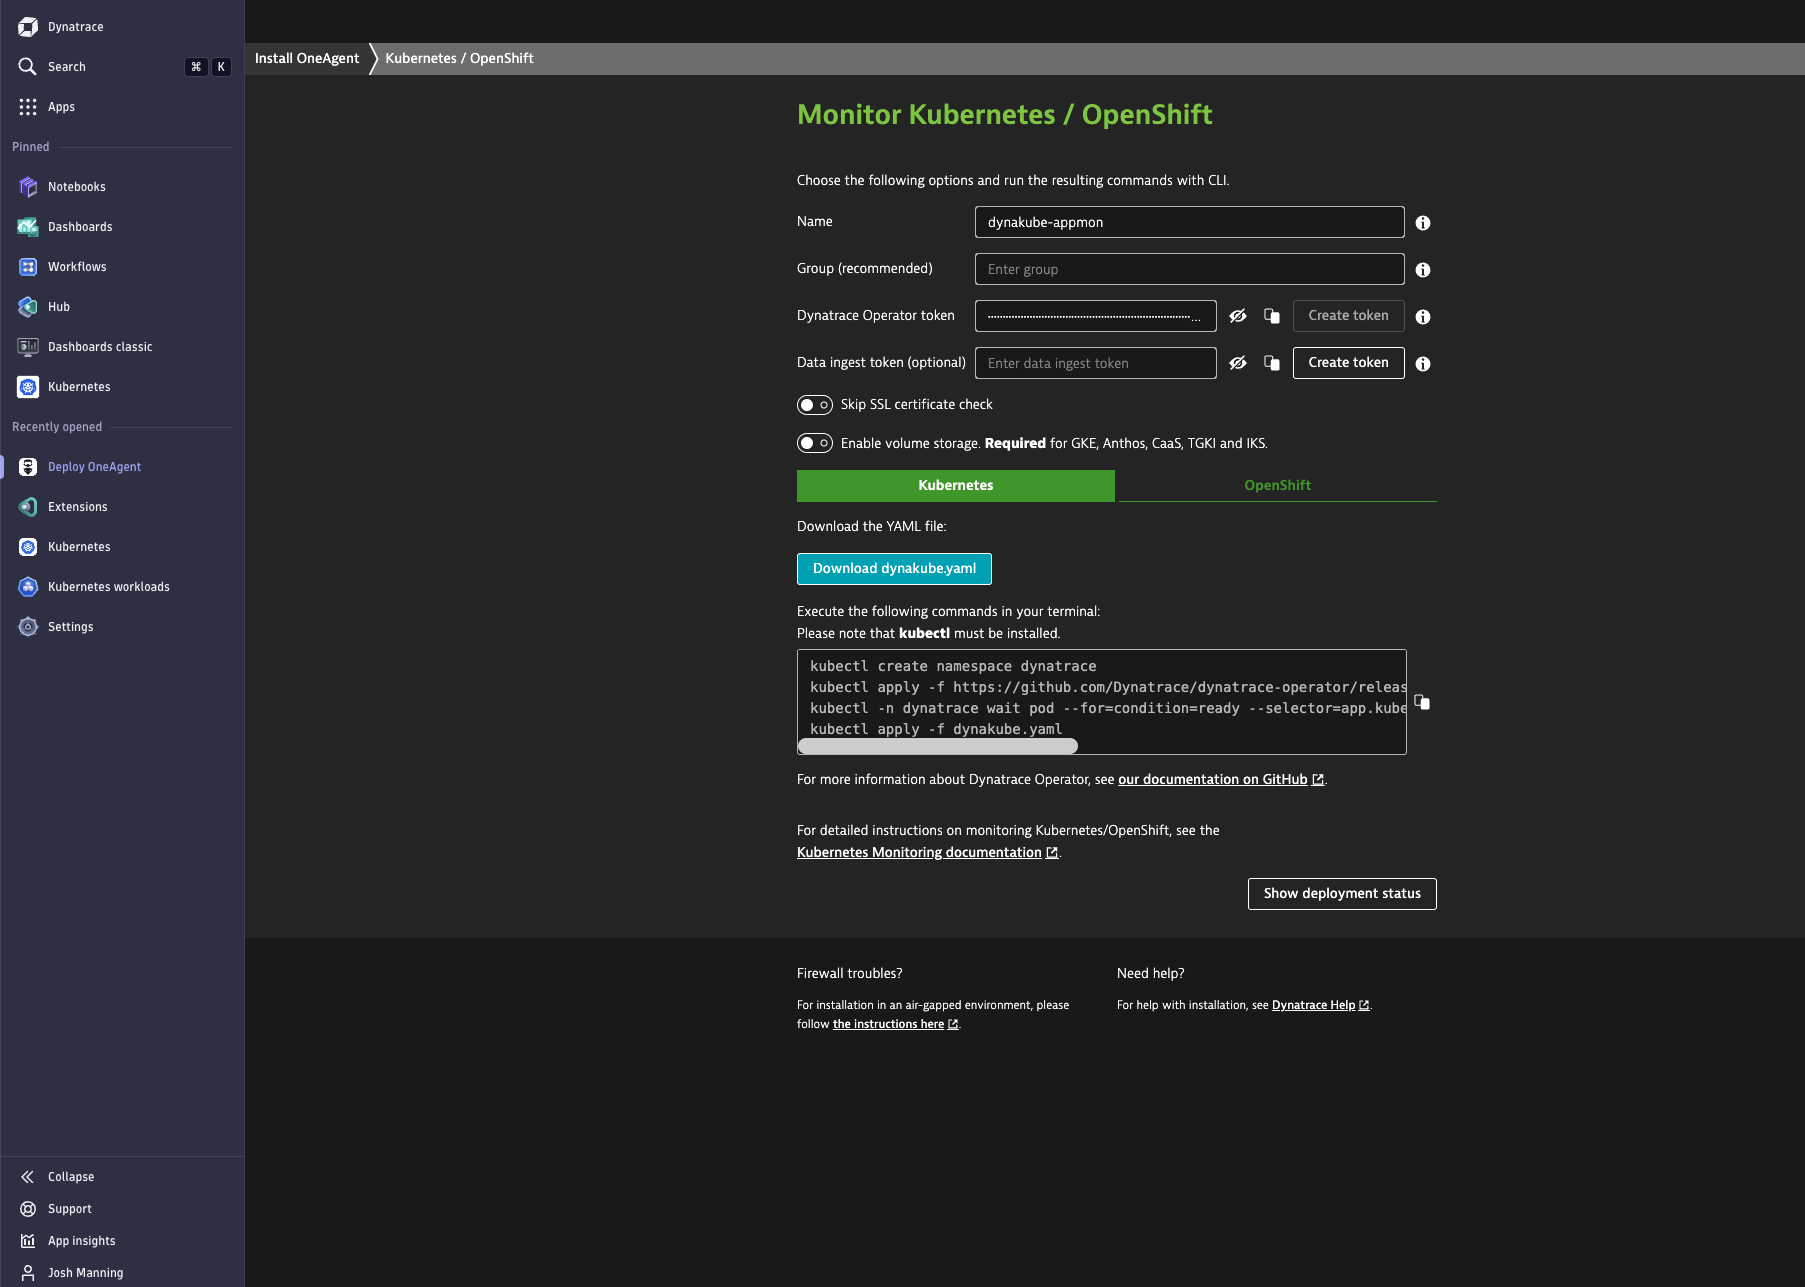 Dynatrace
Search
⌘ K
Apps
Pinned
Notebooks
Dashboards
Workflows
Hub
Dashboards classic
Kubernetes
Recently opened
Deploy OneAgent
Extensions
Kubernetes
Kubernetes workloads
Settings
Collapse
Support
App insights
Josh Manning
Install OneAgent
Kubernetes / OpenShift
Monitor Kubernetes / OpenShift
Choose the following options and run the resulting commands with CLI.
Name
dynakube-appmon
Group (recommended)
Enter group
Dynatrace Operator token
Create token
Data ingest token (optional)
Enter data ingest token
Create token
Skip SSL certificate check
Enable volume storage. Required for GKE, Anthos, CaaS, TGKI and IKS.
Kubernetes
OpenShift
Download the YAML file:
Download dynakube.yaml
Execute the following commands in your terminal:
Please note that kubectl must be installed.
kubectl create namespace dynatrace
kubectl apply -f https://github.com/Dynatrace/dynatrace-operator/releas
kubectl -n dynatrace wait pod --for=condition=ready --selector=app.kube
kubectl apply -f dynakube.yaml
For more information about Dynatrace Operator, see our documentation on GitHub.
For detailed instructions on monitoring Kubernetes/OpenShift, see the
Kubernetes Monitoring documentation.
Show deployment status
Firewall troubles?
For installation in an air-gapped environment, please
follow the instructions here.
Need help?
For help with installation, see Dynatrace Help.